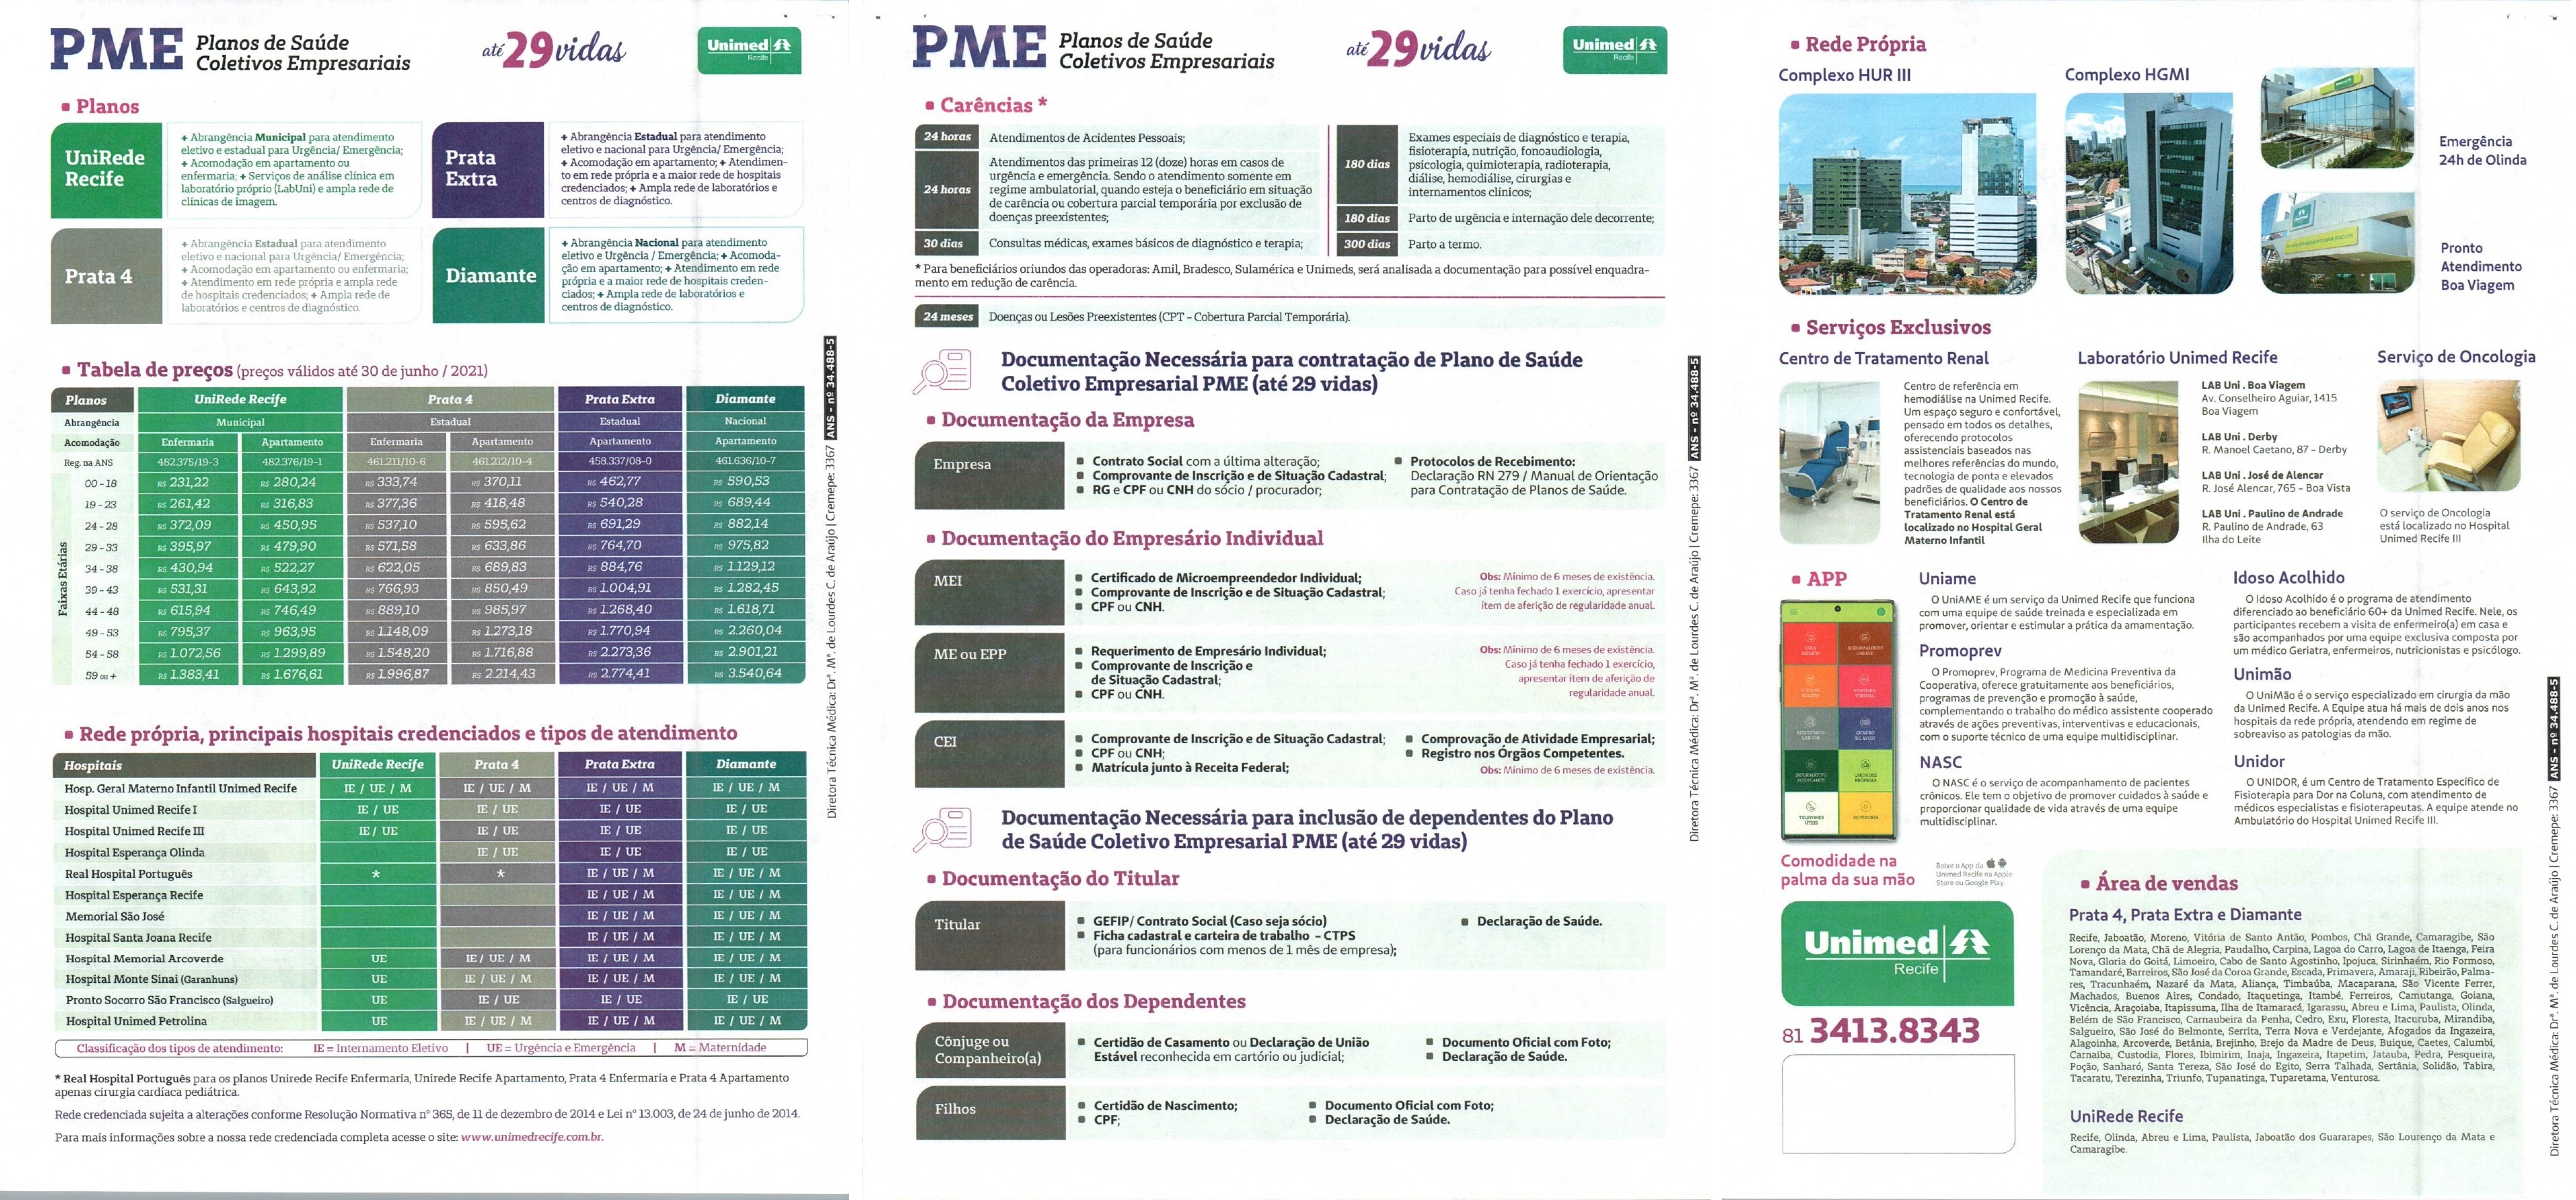 PME Planos de Saúde
Coletivos Empresariais
até 29 vidas
Unimed
Recife
Planos
UniRede
Recife
+ Abrangência Municipal para atendimento
eletivo e estadual para Urgência/ Emergência;
+ Acomodação em apartamento ou
enfermaria; + Serviços de análise clínica em
laboratório próprio (LabUni) e ampla rede de
clínicas de imagem.
Prata
Extra
+ Abrangência Estadual para atendimento
eletivo e nacional para Urgência/ Emergência;
+ Acomodação em apartamento; + Atendimen-
to em rede própria e a maior rede de hospitais
credenciados; + Ampla rede de laboratórios e
centros de diagnóstico.
Prata 4
+ Abrangência Estadual para atendimento
eletivo e nacional para Urgência/ Emergência;
+ Acomodação em apartamento ou enfermaria;
+ Atendimento em rede própria e ampla rede
de hospitais credenciados; + Ampla rede de
laboratórios e centros de diagnóstico.
Diamante
+ Abrangência Nacional para atendimento
eletivo e Urgência / Emergência; + Acomoda-
ção em apartamento; + Atendimento em rede
própria e a maior rede de hospitais creden-
ciados; + Ampla rede de laboratórios e
centros de diagnóstico.
Tabela de preços (preços válidos até 30 de junho / 2021)
Planos UniRede Recife Prata 4 Prata Extra Diamante
Abrangência Municipal Estadual Estadual Nacional
Acomodação Enfermaria Apartamento Enfermaria Apartamento Apartamento Apartamento
Reg. na ANS 482.375/19-3 482.376/19-1 461.211/10-6 461.212/10-4 458.337/08-0 461.636/10-7
Faixas Etárias
00 - 18 R$ 231,22 R$ 280,24 R$ 333,74 R$ 370,11 R$ 462,77 R$ 590,53
19 - 23 R$ 261,42 R$ 316,83 R$ 377,36 R$ 418,48 R$ 540,28 R$ 689,44
24 - 28 R$ 372,09 R$ 450,95 R$ 537,10 R$ 595,62 R$ 691,29 R$ 882,14
29 - 33 R$ 395,97 R$ 479,90 R$ 571,58 R$ 633,86 R$ 764,70 R$ 975,82
34 - 38 R$ 430,94 R$ 522,27 R$ 622,05 R$ 689,83 R$ 884,76 R$ 1.129,12
39 - 43 R$ 531,31 R$ 643,92 R$ 766,93 R$ 850,49 R$ 1.004,91 R$ 1.282,45
44 - 48 R$ 615,94 R$ 746,49 R$ 889,10 R$ 985,97 R$ 1.268,40 R$ 1.618,71
49 - 53 R$ 795,37 R$ 963,95 R$ 1.148,09 R$ 1.273,18 R$ 1.770,94 R$ 2.260,04
54 - 58 R$ 1.072,56 R$ 1.299,89 R$ 1.548,20 R$ 1.716,88 R$ 2.273,36 R$ 2.901,21
59 ou + R$ 1.383,41 R$ 1.676,61 R$ 1.996,87 R$ 2.214,43 R$ 2.774,41 R$ 3.540,64
Rede própria, principais hospitais credenciados e tipos de atendimento
Hospitais UniRede Recife Prata 4 Prata Extra Diamante
Hosp. Geral Materno Infantil Unimed Recife IE / UE / M IE / UE / M IE / UE / M IE / UE / M
Hospital Unimed Recife I IE / UE IE / UE IE / UE IE / UE
Hospital Unimed Recife III IE / UE IE / UE IE / UE IE / UE
Hospital Esperança Olinda IE / UE IE / UE IE / UE
Real Hospital Português * * IE / UE / M IE / UE / M
Hospital Esperança Recife IE / UE / M IE / UE / M
Memorial São José IE / UE / M IE / UE / M
Hospital Santa Joana Recife IE / UE / M IE / UE / M
Hospital Memorial Arcoverde UE IE / UE / M IE / UE / M IE / UE / M
Hospital Monte Sinai (Garanhuns) UE IE / UE / M IE / UE / M IE / UE / M
Pronto Socorro São Francisco (Salgueiro) UE IE / UE IE / UE IE / UE
Hospital Unimed Petrolina UE IE / UE / M IE / UE / M IE / UE / M
Classificação dos tipos de atendimento: IE = Internamento Eletivo | UE = Urgência e Emergência | M = Maternidade
* Real Hospital Português para os planos Unirede Recife Enfermaria, Unirede Recife Apartamento, Prata 4 Enfermaria e Prata 4 Apartamento
apenas cirurgia cardíaca pediátrica.
Rede credenciada sujeita a alterações conforme Resolução Normativa nº 365, de 11 de dezembro de 2014 e Lei nº 13.003, de 24 de junho de 2014.
Para mais informações sobre a nossa rede credenciada completa acesse o site: www.unimedrecife.com.br.
Diretora Técnica Médica: Drª. Mª. de Lourdes C. de Araújo | Cremepe: 3367 ANS - nº 34.488-5
PME Planos de Saúde
Coletivos Empresariais
até 29 vidas
Unimed
Recife
Carências *
24 horas Atendimentos de Acidentes Pessoais;
24 horas Atendimentos das primeiras 12 (doze) horas em casos de
urgência e emergência. Sendo o atendimento somente em
regime ambulatorial, quando esteja o beneficiário em situação
de carência ou cobertura parcial temporária por exclusão de
doenças preexistentes;
30 dias Consultas médicas, exames básicos de diagnóstico e terapia;
180 dias Exames especiais de diagnóstico e terapia,
fisioterapia, nutrição, fonoaudiologia,
psicologia, quimioterapia, radioterapia,
diálise, hemodiálise, cirurgias e
internamentos clínicos;
180 dias Parto de urgência e internação dele decorrente;
300 dias Parto a termo.
* Para beneficiários oriundos das operadoras: Amil, Bradesco, Sulamérica e Unimeds, será analisada a documentação para possível enquadra-
mento em redução de carência.
24 meses Doenças ou Lesões Preexistentes (CPT - Cobertura Parcial Temporária).
Documentação Necessária para contratação de Plano de Saúde
Coletivo Empresarial PME (até 29 vidas)
Documentação da Empresa
Empresa
Contrato Social com a última alteração;
Comprovante de Inscrição e de Situação Cadastral;
RG e CPF ou CNH do sócio / procurador;
Protocolos de Recebimento:
Declaração RN 279 / Manual de Orientação
para Contratação de Planos de Saúde.
Documentação do Empresário Individual
MEI
Certificado de Microempreendedor Individual;
Comprovante de Inscrição e de Situação Cadastral;
CPF ou CNH.
Obs: Mínimo de 6 meses de existência.
Caso já tenha fechado 1 exercício, apresentar
ítem de aferição de regularidade anual.
ME ou EPP
Requerimento de Empresário Individual;
Comprovante de Inscrição e
de Situação Cadastral;
CPF ou CNH.
Obs: Mínimo de 6 meses de existência.
Caso já tenha fechado 1 exercício,
apresentar ítem de aferição de
regularidade anual.
CEI
Comprovante de Inscrição e de Situação Cadastral;
CPF ou CNH;
Matrícula junto à Receita Federal;
Comprovação de Atividade Empresarial;
Registro nos Órgãos Competentes.
Obs: Mínimo de 6 meses de existência.
Documentação Necessária para inclusão de dependentes do Plano
de Saúde Coletivo Empresarial PME (até 29 vidas)
Documentação do Titular
Titular
GEFIP/ Contrato Social (Caso seja sócio)
Ficha cadastral e carteira de trabalho - CTPS
(para funcionários com menos de 1 mês de empresa);
Declaração de Saúde.
Documentação dos Dependentes
Cônjuge ou
Companheiro(a)
Certidão de Casamento ou Declaração de União
Estável reconhecida em cartório ou judicial;
Documento Oficial com Foto;
Declaração de Saúde.
Filhos
Certidão de Nascimento;
CPF;
Documento Oficial com Foto;
Declaração de Saúde.
Diretora Técnica Médica: Drª. Mª. de Lourdes C. de Araújo | Cremepe: 3367 ANS - nº 34.488-5
Rede Própria
Complexo HUR III
Complexo HGMI
Emergência
24h de Olinda
Pronto
Atendimento
Boa Viagem
Serviços Exclusivos
Centro de Tratamento Renal
Centro de referência em
hemodiálise na Unimed Recife.
Um espaço seguro e confortável,
pensado em todos os detalhes,
oferecendo protocolos
assistenciais baseados nas
melhores referências do mundo,
tecnologia de ponta e elevados
padrões de qualidade aos nossos
beneficiários. O Centro de
Tratamento Renal está
localizado no Hospital Geral
Materno Infantil
Laboratório Unimed Recife
LAB Uni . Boa Viagem
Av. Conselheiro Aguiar, 1415
Boa Viagem
LAB Uni . Derby
R. Manoel Caetano, 87 - Derby
LAB Uni . José de Alencar
R. José Alencar, 765 - Boa Vista
LAB Uni . Paulino de Andrade
R. Paulino de Andrade, 63
Ilha do Leite
Serviço de Oncologia
O serviço de Oncologia
está localizado no Hospital
Unimed Recife III
APP
Comodidade na
palma da sua mão
Baixe o App da
Unimed Recife na Apple
Store ou Google Play
Uniame
O UniAME é um serviço da Unimed Recife que funciona
com uma equipe de saúde treinada e especializada em
promover, orientar e estimular a prática da amamentação.
Promoprev
O Promoprev, Programa de Medicina Preventiva da
Cooperativa, oferece gratuitamente aos beneficiários,
programas de prevenção e promoção à saúde,
complementando o trabalho do médico assistente cooperado
através de ações preventivas, interventivas e educacionais,
com o suporte técnico de uma equipe multidisciplinar.
NASC
O NASC é o serviço de acompanhamento de pacientes
crônicos. Ele tem o objetivo de promover cuidados à saúde e
proporcionar qualidade de vida através de uma equipe
multidisciplinar.
Idoso Acolhido
O Idoso Acolhido é o programa de atendimento
diferenciado ao beneficiário 60+ da Unimed Recife. Nele, os
participantes recebem a visita de enfermeiro(a) em casa e
são acompanhados por uma equipe exclusiva composta por
um médico Geriatra, enfermeiros, nutricionistas e psicólogo.
Unimão
O UniMão é o serviço especializado em cirurgia da mão
da Unimed Recife. A Equipe atua há mais de dois anos nos
hospitais da rede própria, atendendo em regime de
sobreaviso as patologias da mão.
Unidor
O UNIDOR, é um Centro de Tratamento Específico de
Fisioterapia para Dor na Coluna, com atendimento de
médicos especialistas e fisioterapeutas. A equipe atende no
Ambulatório do Hospital Unimed Recife III.
Unimed
Recife
81 3413.8343
Área de vendas
Prata 4, Prata Extra e Diamante
Recife, Jaboatão, Moreno, Vitória de Santo Antão, Pombos, Chã Grande, Camaragibe, São
Lorenço da Mata, Chã de Alegria, Paudalho, Carpina, Lagoa do Carro, Lagoa de Itaenga, Feira
Nova, Gloria do Goitá, Limoeiro, Cabo de Santo Agostinho, Ipojuca, Sirinhaém, Rio Formoso,
Tamandaré, Barreiros, São José da Coroa Grande, Escada, Primavera, Amaraji, Ribeirão, Palma-
res, Tracunhaém, Nazaré da Mata, Aliança, Timbaúba, Macaparana, São Vicente Ferrer,
Machados, Buenos Aires, Condado, Itaquetinga, Itambé, Ferreiros, Camutanga, Goiana,
Vicência, Araçoiaba, Itapissuma, Ilha de Itamaracá, Igarassu, Abreu e Lima, Paulista, Olinda,
Belém de São Francisco, Carnaubeira da Penha, Cedro, Exu, Floresta, Itacuruba, Mirandiba,
Salgueiro, São José do Belmonte, Serrita, Terra Nova e Verdejante, Afogados da Ingazeira,
Alagoinha, Arcoverde, Betânia, Brejinho, Brejo da Madre de Deus, Buique, Caetes, Calumbi,
Carnaiba, Custodia, Flores, Ibimirim, Inaja, Ingazeira, Itapetim, Jatauba, Pedra, Pesqueira,
Poção, Sanharó, Santa Tereza, São José do Egito, Serra Talhada, Sertânia, Solidão, Tabira,
Tacaratu, Terezinha, Triunfo, Tupanatinga, Tuparetama, Venturosa.
UniRede Recife
Recife, Olinda, Abreu e Lima, Paulista, Jaboatão dos Guararapes, São Lourenço da Mata e
Camaragibe.
Diretora Técnica Médica: Drª. Mª. de Lourdes C. de Araújo | Cremepe: 3367 ANS - nº 34.488-5